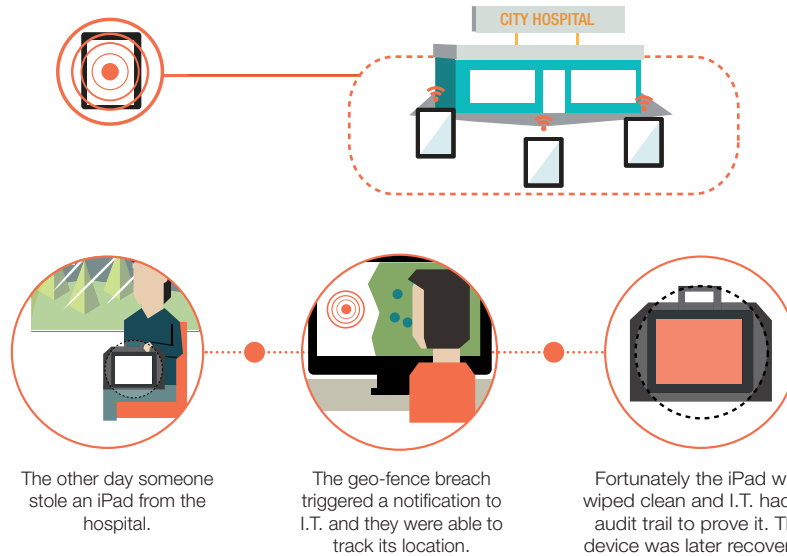 CITY HOSPITAL
The other day someone
stole an iPad from the
hospital.
The geo-fence breach
triggered a notification to
I.T. and they were able to
track its location.
Fortunately the iPad
wiped clean and I.T. had
audit trail to prove it.
device was later